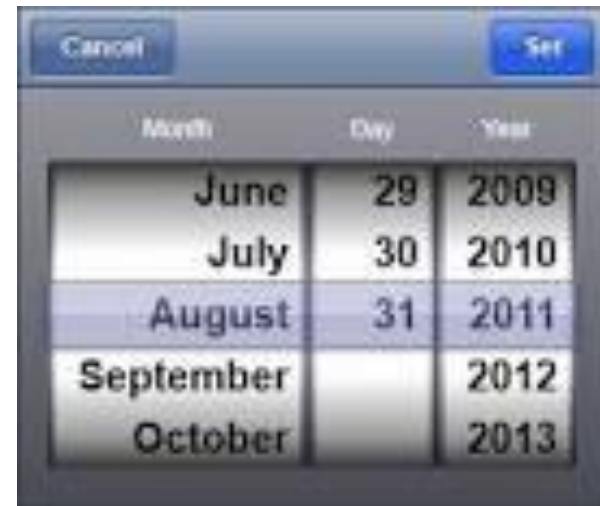 Cancel Set
Month Day Year
June 29 2009
July 30 2010
August 31 2011
September 2012
October 2013